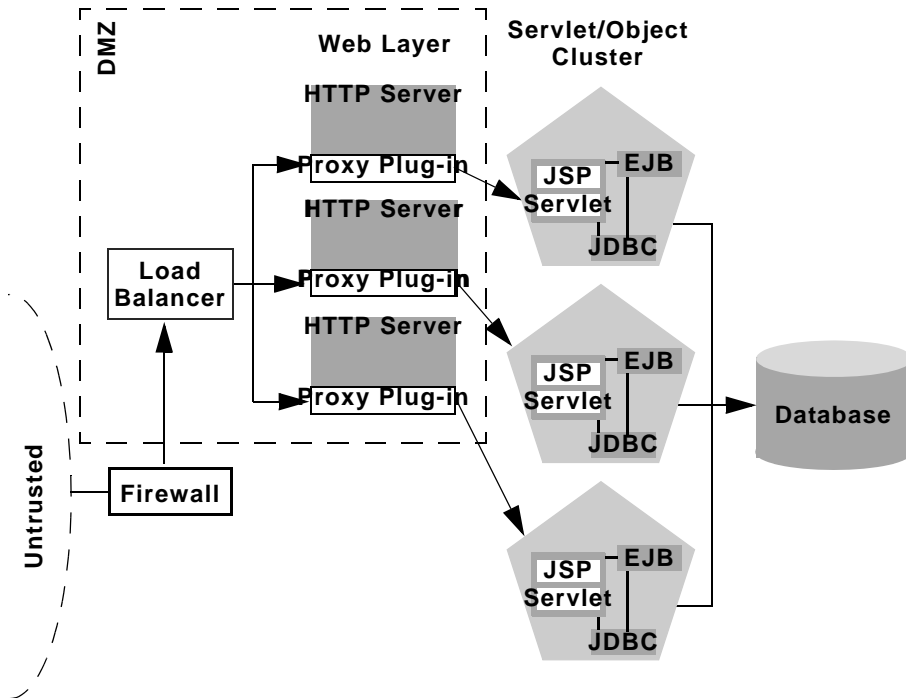 DMZ
Web Layer
Servlet/Object
Cluster
HTTP Server
Proxy Plug-in
HTTP Server
Proxy Plug-in
HTTP Server
Proxy Plug-in
Load
Balancer
Firewall
Untrusted
EJB
JSP
Servlet
JDBC
EJB
JSP
Servlet
JDBC
EJB
JSP
Servlet
JDBC
Database